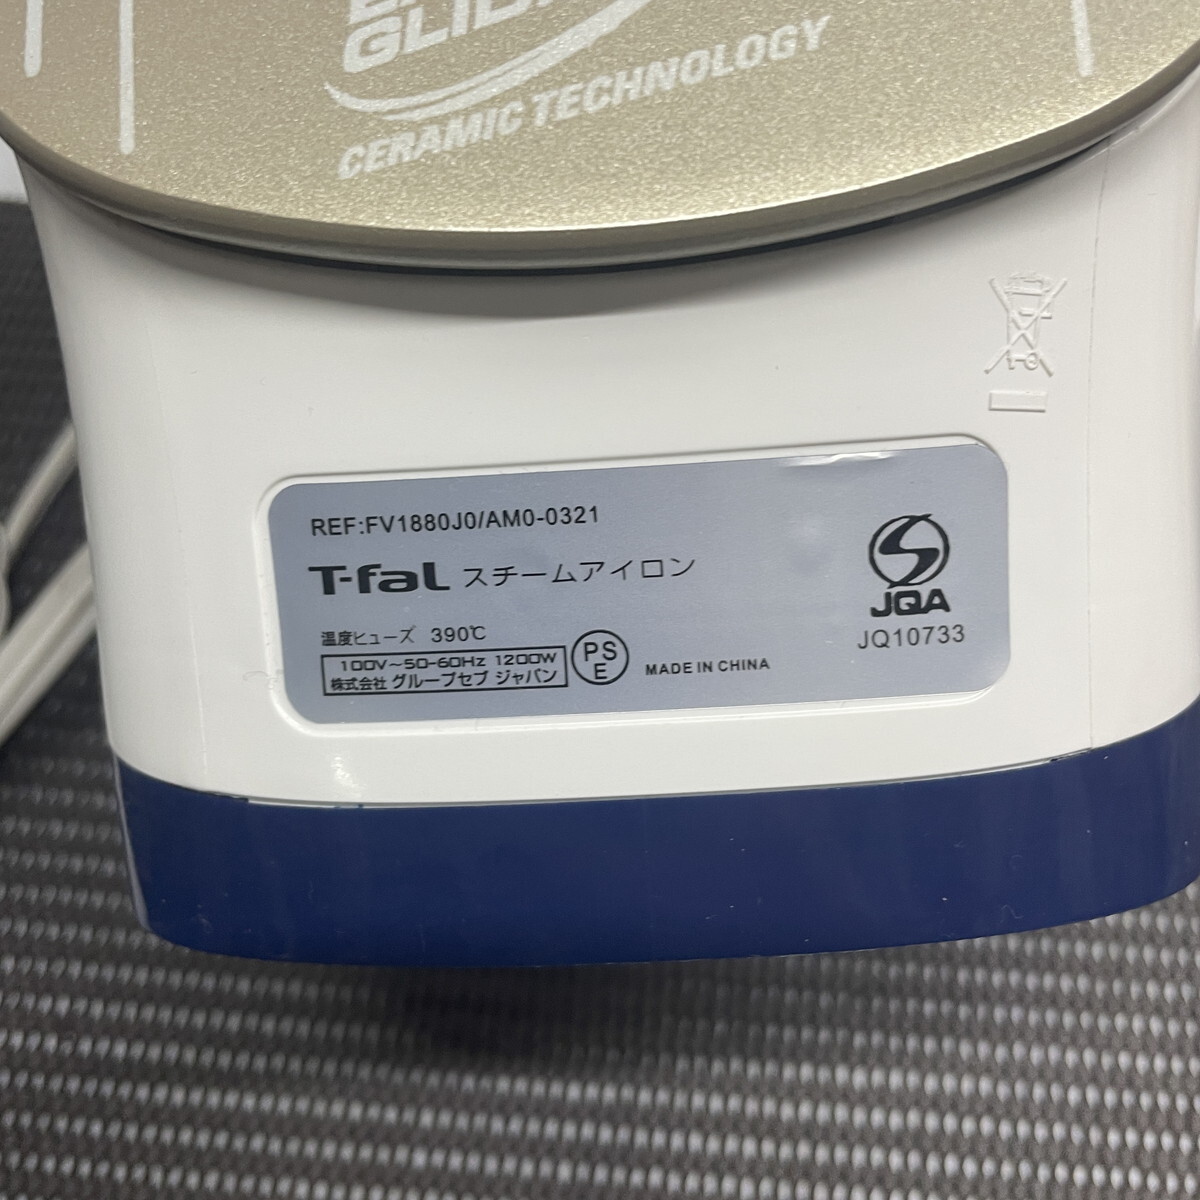 GLID
CERAMIC TECHNOLOGY
REF:FV1880J0/AM0-0321
T-faL スチームアイロン
温度ヒューズ 390℃
100V～50-60Hz 1200W
株式会社 グループセブ ジャパン
PS
E
MADE IN CHINA
JQA
JQ10733